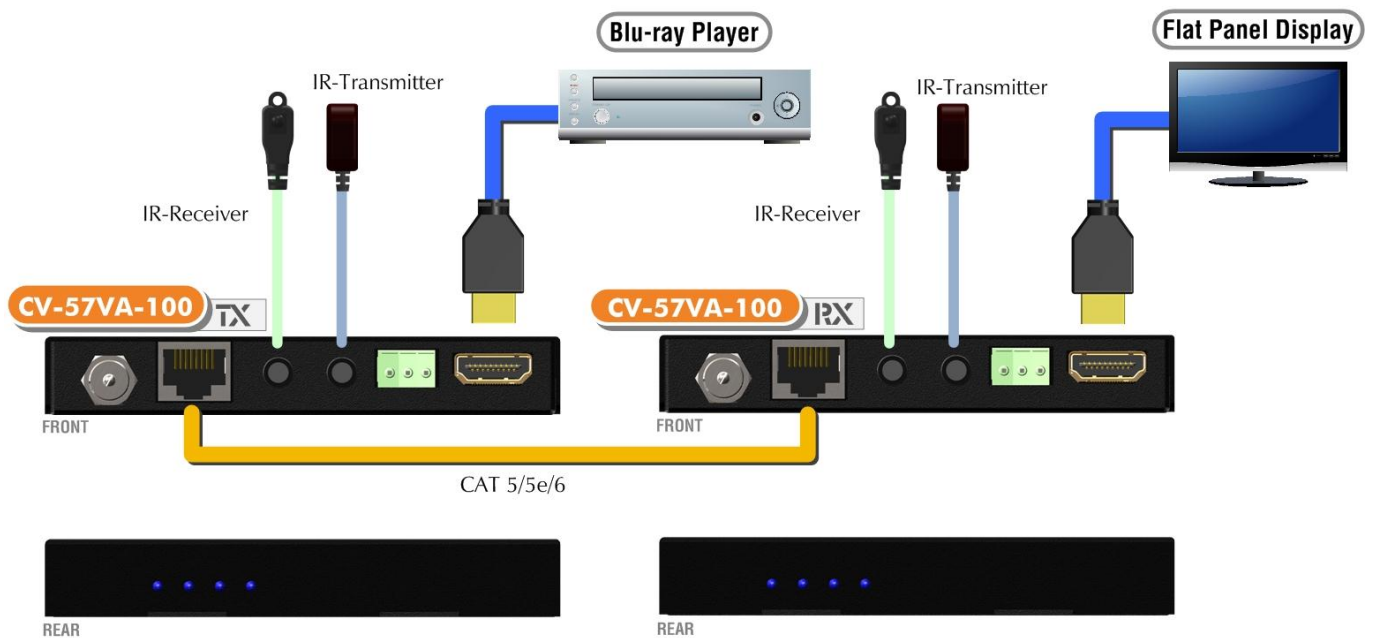 Blu-ray Player
Flat Panel Display
IR-Transmitter
IR-Transmitter
IR-Receiver
IR-Receiver
CV-57VA-100 TX
CV-57VA-100 RX
FRONT
FRONT
CAT 5/5e/6
REAR
REAR